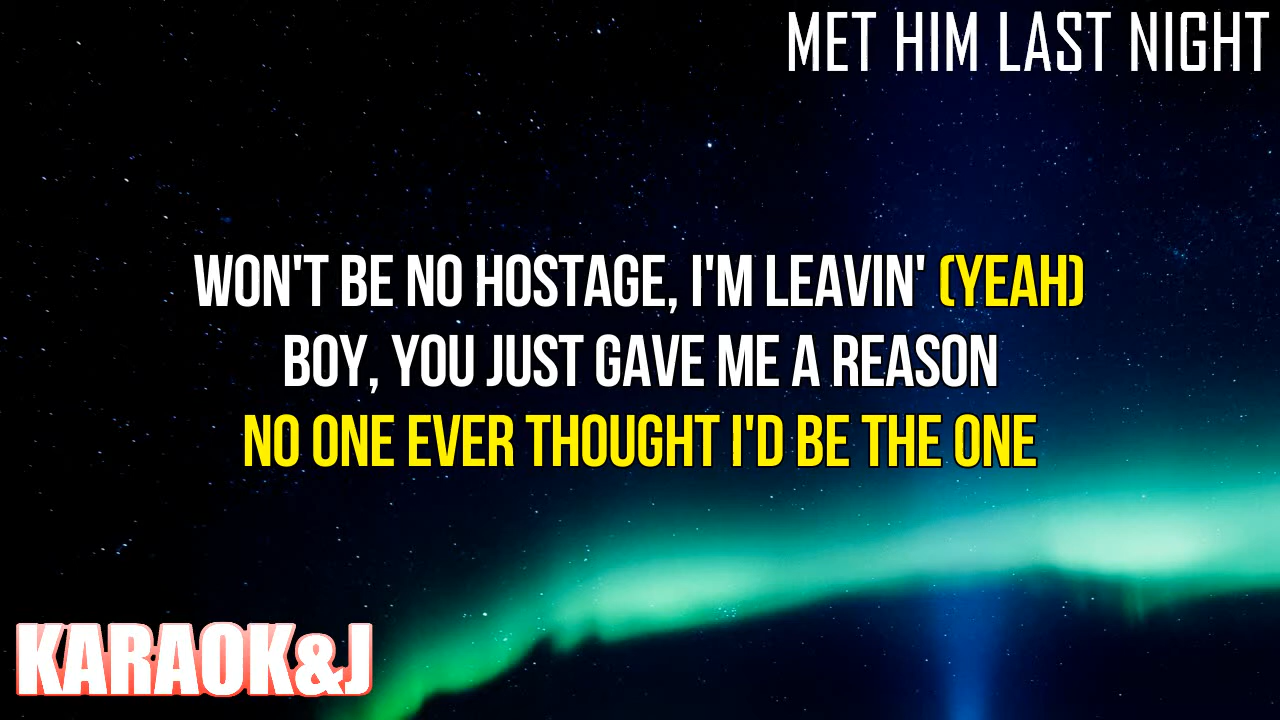 MET HIM LAST NIGHT
WON'T BE NO HOSTAGE, I'M LEAVIN' (YEAH)
BOY, YOU JUST GAVE ME A REASON
NO ONE EVER THOUGHT I'D BE THE ONE
KARAOK&J